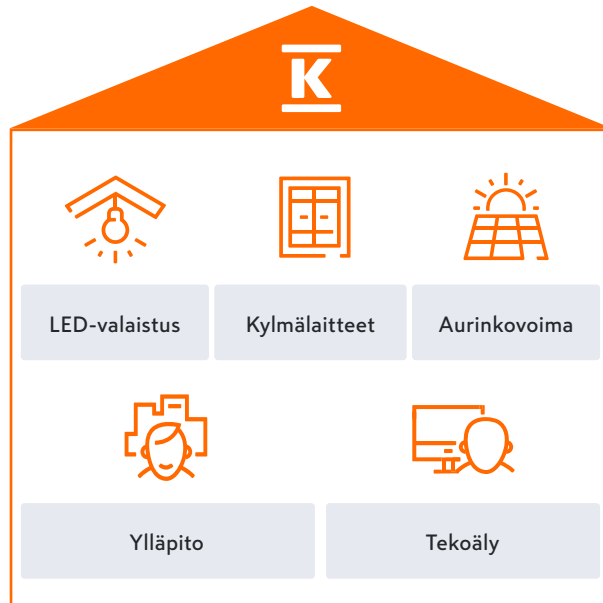 K
LED-valaistus
Kylmälaitteet
Aurinkovoima
Ylläpito
Tekoäly